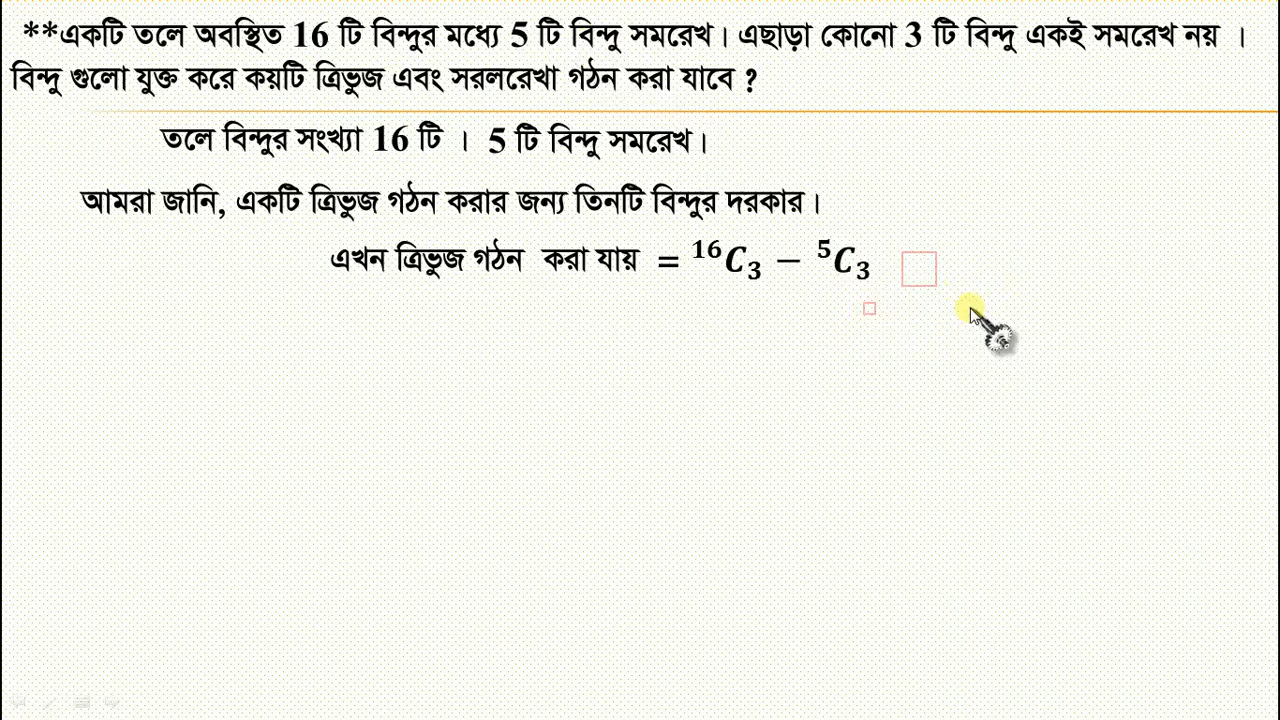 **একটি তলে অবস্থিত 16 টি বিন্দুর মধ্যে 5 টি বিন্দু সমরেখ। এছাড়া কোনো 3 টি বিন্দু একই সমরেখ নয় ।
বিন্দু গুলো যুক্ত করে কয়টি ত্রিভুজ এবং সরলরেখা গঠন করা যাবে ?
তলে বিন্দুর সংখ্যা 16 টি । 5 টি বিন্দু সমরেখ।
আমরা জানি, একটি ত্রিভুজ গঠন করার জন্য তিনটি বিন্দুর দরকার।
এখন ত্রিভুজ গঠন করা যায় = ¹⁶C₃ − ⁵C₃